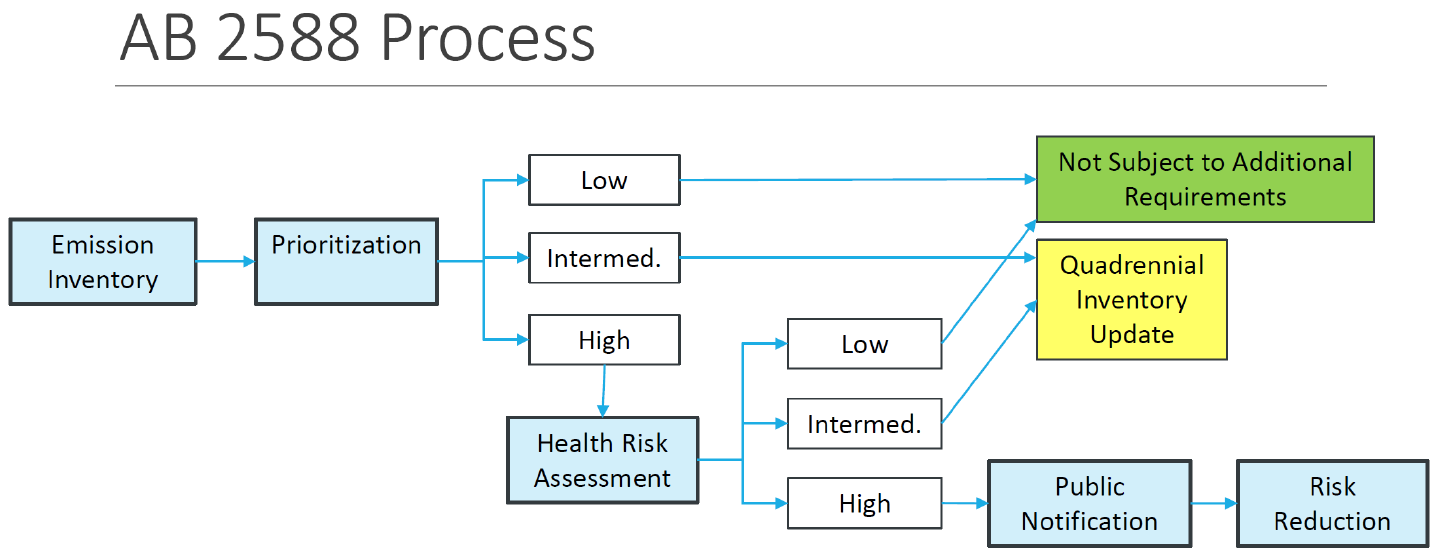 AB 2588 Process
Emission
Inventory
Prioritization
Low
Intermed.
High
Not Subject to Additional
Requirements
Quadrennial
Inventory
Update
Health Risk
Assessment
Low
Intermed.
High
Public
Notification
Risk
Reduction